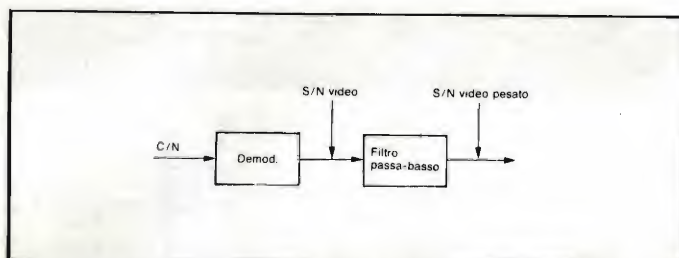 S/N video
S/N video pesato
C/N
Demod.
Filtro
passa-basso